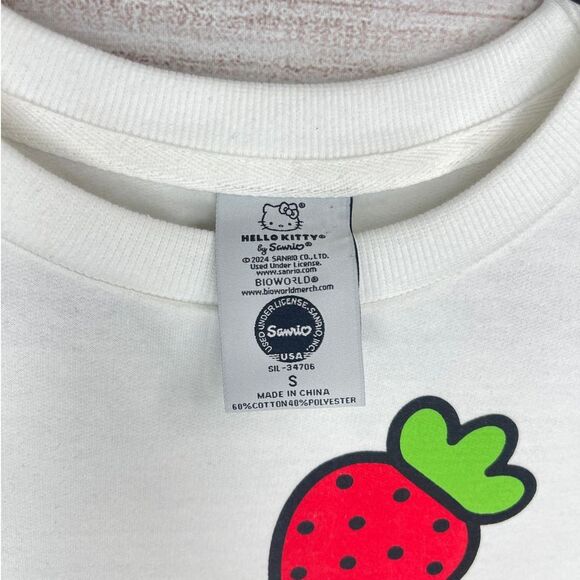 HELLO KITTY®
by Sanrio®
©2024 SANRIO CO., LTD.
Used Under License.
www.sanrio.com
BIOWORLD®
www.bioworldmerch.com
USED UNDER LICENSE·SANRIO, INC.
Sanrio
USA
SIL-34706
S
MADE IN CHINA
60%COTTON40%POLYESTER